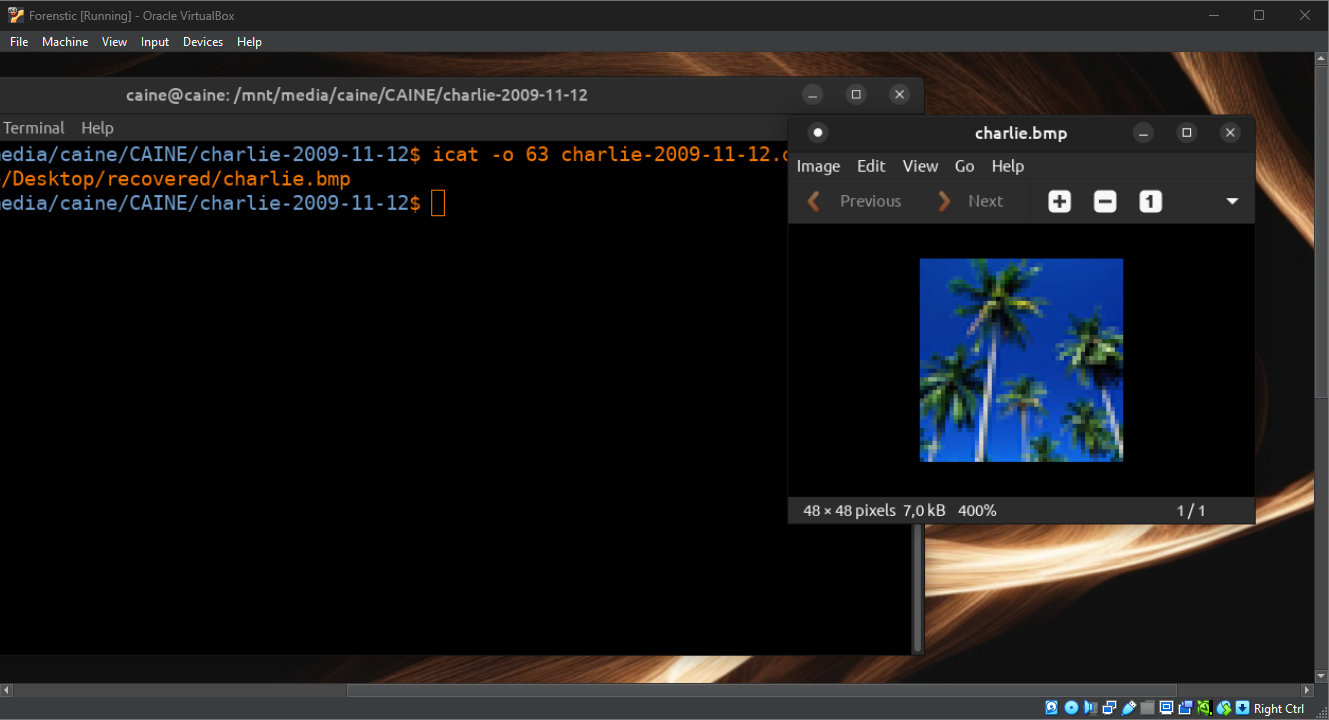 Forenstic [Running] - Oracle VirtualBox
File Machine View Input Devices Help
caine@caine: /mnt/media/caine/CAINE/charlie-2009-11-12
Terminal Help
edia/caine/CAINE/charlie-2009-11-12$ icat -o 63 charlie-2009-11-12.
/Desktop/recovered/charlie.bmp
edia/caine/CAINE/charlie-2009-11-12$
charlie.bmp
Image Edit View Go Help
Previous Next 1
48 × 48 pixels 7,0 kB 400% 1 / 1
Right Ctrl